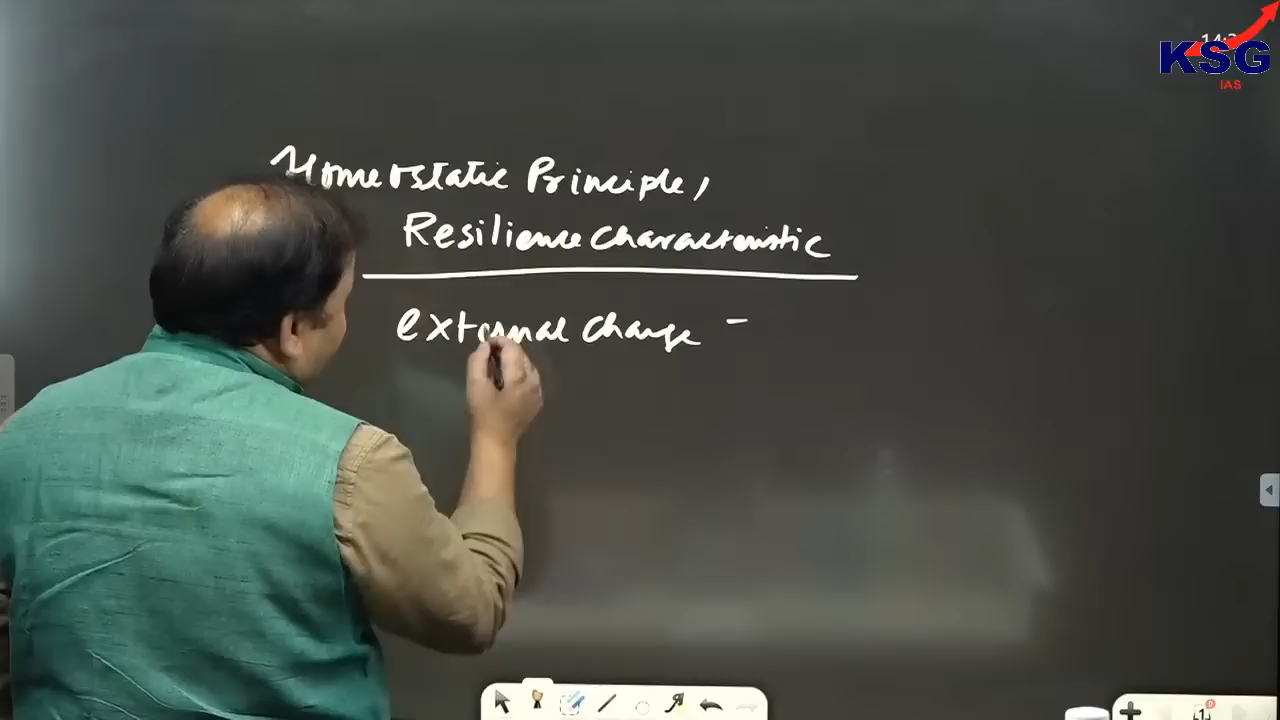 KSG
IAS
Homeostatic Principle,
Resilience Characteristic
external change -